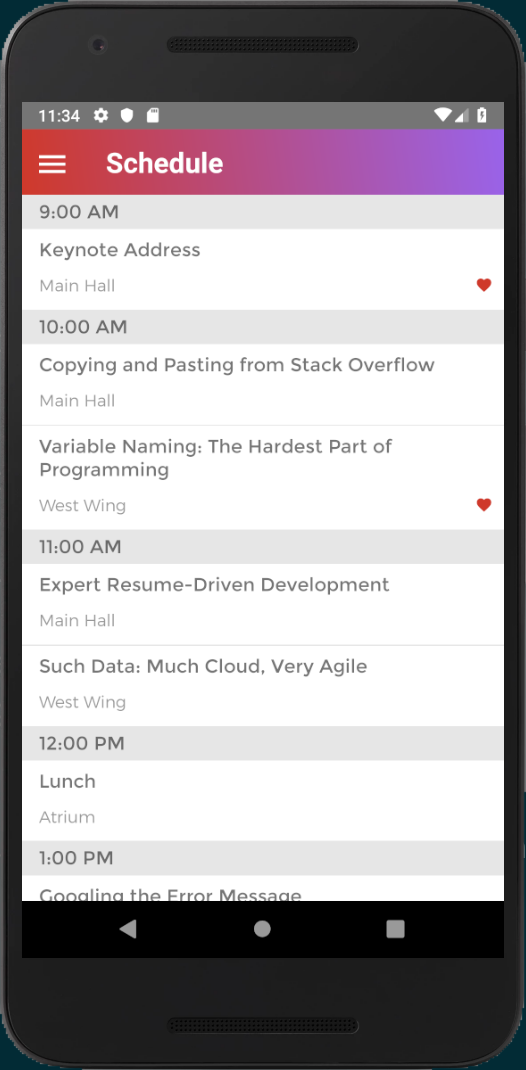 11:34
Schedule
9:00 AM
Keynote Address
Main Hall
10:00 AM
Copying and Pasting from Stack Overflow
Main Hall
Variable Naming: The Hardest Part of
Programming
West Wing
11:00 AM
Expert Resume-Driven Development
Main Hall
Such Data: Much Cloud, Very Agile
West Wing
12:00 PM
Lunch
Atrium
1:00 PM
Googling the Error Message